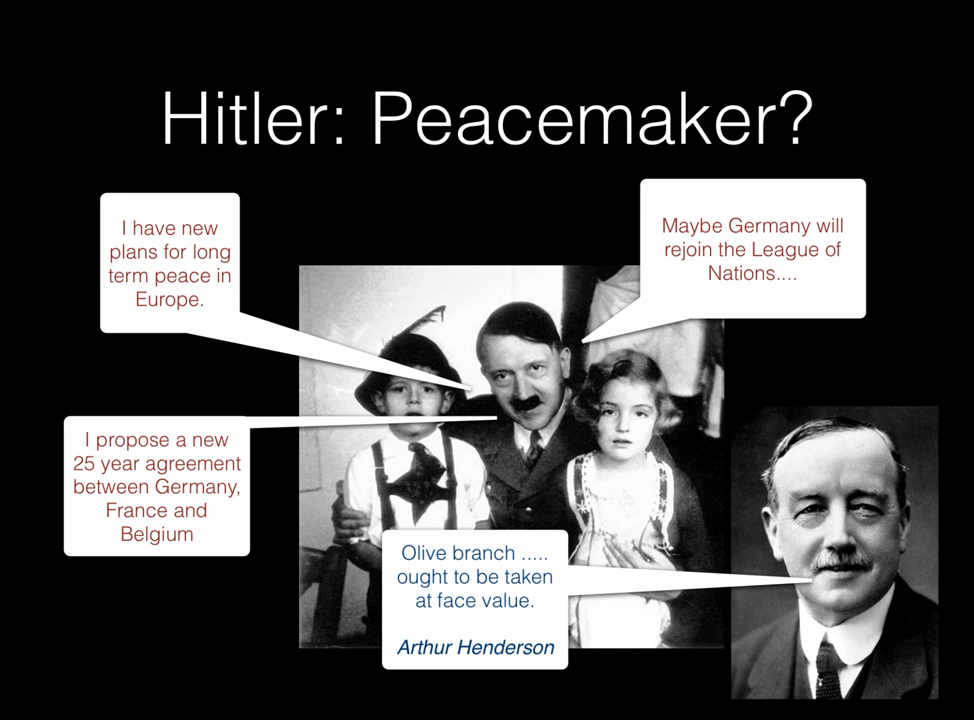 Hitler: Peacemaker?
I have new
plans for long
term peace in
Europe.
Maybe Germany will
rejoin the League of
Nations....
I propose a new
25 year agreement
between Germany,
France and
Belgium
Olive branch .....
ought to be taken
at face value.
Arthur Henderson